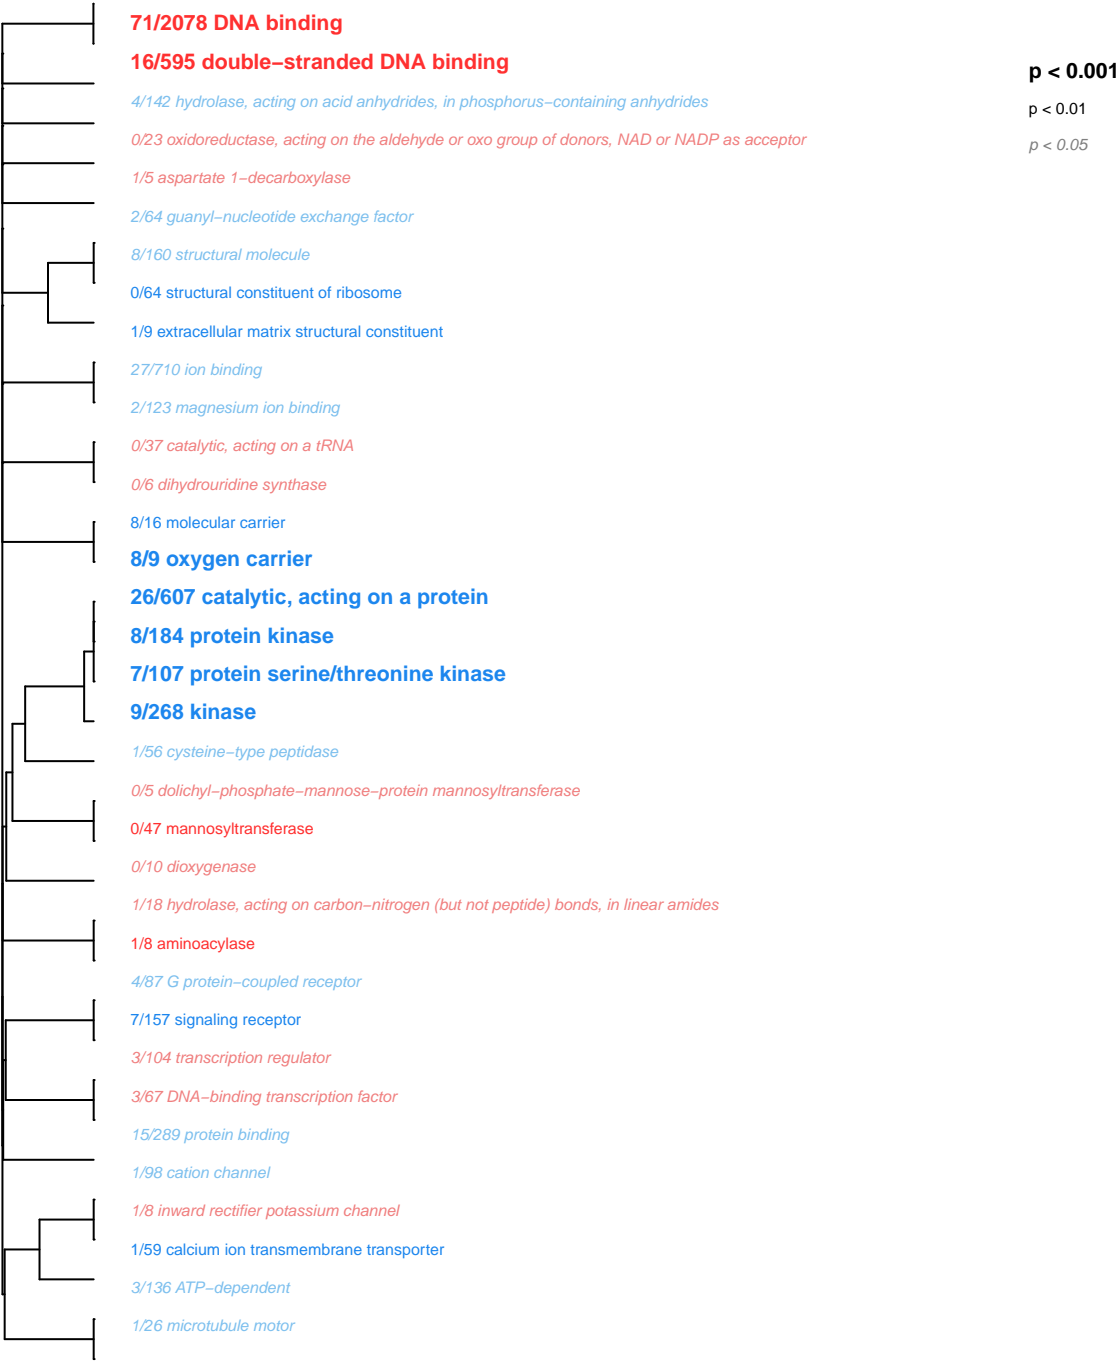 71/2078 DNA binding
16/595 double−stranded DNA binding
4/142 hydrolase, acting on acid anhydrides, in phosphorus−containing anhydrides
0/23 oxidoreductase, acting on the aldehyde or oxo group of donors, NAD or NADP as acceptor
1/5 aspartate 1−decarboxylase
2/64 guanyl−nucleotide exchange factor
8/160 structural molecule
0/64 structural constituent of ribosome
1/9 extracellular matrix structural constituent
27/710 ion binding
2/123 magnesium ion binding
0/37 catalytic, acting on a tRNA
0/6 dihydrouridine synthase
8/16 molecular carrier
8/9 oxygen carrier
26/607 catalytic, acting on a protein
8/184 protein kinase
7/107 protein serine/threonine kinase
9/268 kinase
1/56 cysteine−type peptidase
0/5 dolichyl−phosphate−mannose−protein mannosyltransferase
0/47 mannosyltransferase
0/10 dioxygenase
1/18 hydrolase, acting on carbon−nitrogen (but not peptide) bonds, in linear amides
1/8 aminoacylase
4/87 G protein−coupled receptor
7/157 signaling receptor
3/104 transcription regulator
3/67 DNA−binding transcription factor
15/289 protein binding
1/98 cation channel
1/8 inward rectifier potassium channel
1/59 calcium ion transmembrane transporter
3/136 ATP−dependent
1/26 microtubule motor
p < 0.001
p < 0.01
p < 0.05